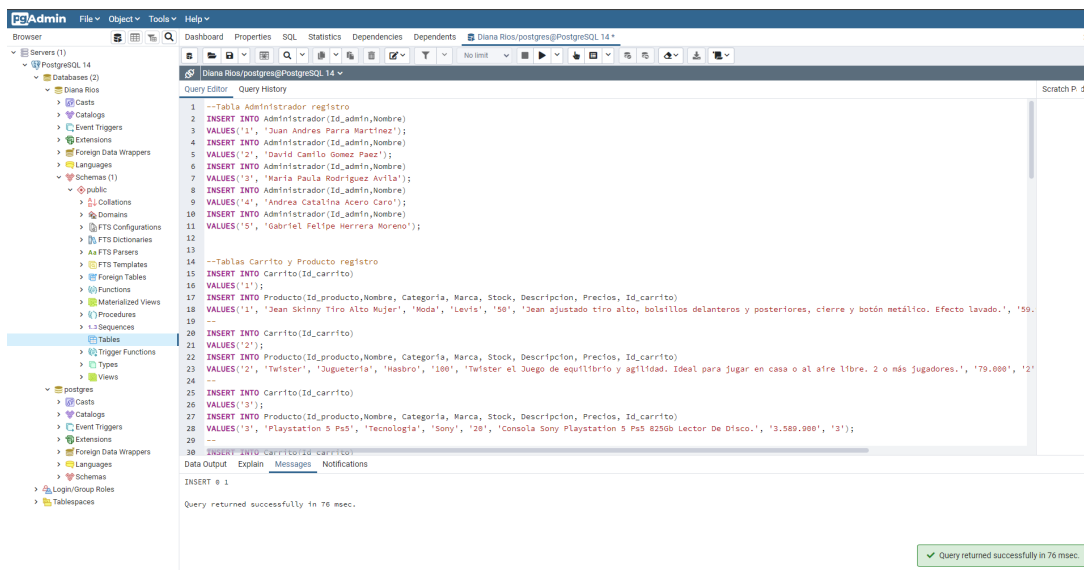 pgAdmin File Object Tools Help
Browser
Dashboard Properties SQL Statistics Dependencies Dependents Diana Rios/postgres@PostgreSQL 14 *
Servers (1)
PostgreSQL 14
Databases (2)
Diana Rios
Casts
Catalogs
Event Triggers
Extensions
Foreign Data Wrappers
Languages
Schemas (1)
public
Collations
Domains
FTS Configurations
FTS Dictionaries
Aa FTS Parsers
FTS Templates
Foreign Tables
Functions
Materialized Views
Procedures
1..3 Sequences
Tables
Trigger Functions
Types
Views
postgres
Casts
Catalogs
Event Triggers
Extensions
Foreign Data Wrappers
Languages
Schemas
Login/Group Roles
Tablespaces
No limit
Diana Rios/postgres@PostgreSQL 14
Query Editor Query History
Scratch P
1 --Tabla Administrador registro
2 INSERT INTO Administrador(Id_admin,Nombre)
3 VALUES('1', 'Juan Andres Parra Martinez');
4 INSERT INTO Administrador(Id_admin,Nombre)
5 VALUES('2', 'David Camilo Gomez Paez');
6 INSERT INTO Administrador(Id_admin,Nombre)
7 VALUES('3', 'Maria Paula Rodriguez Avila');
8 INSERT INTO Administrador(Id_admin,Nombre)
9 VALUES('4', 'Andrea Catalina Acero Caro');
10 INSERT INTO Administrador(Id_admin,Nombre)
11 VALUES('5', 'Gabriel Felipe Herrera Moreno');
12
13
14 --Tablas Carrito y Producto registro
15 INSERT INTO Carrito(Id_carrito)
16 VALUES('1');
17 INSERT INTO Producto(Id_producto,Nombre, Categoria, Marca, Stock, Descripcion, Precios, Id_carrito)
18 VALUES('1', 'Jean Skinny Tiro Alto Mujer', 'Moda', 'Levis', '50', 'Jean ajustado tiro alto, bolsillos delanteros y posteriores, cierre y botón metálico. Efecto lavado.', '59.
19 --
20 INSERT INTO Carrito(Id_carrito)
21 VALUES('2');
22 INSERT INTO Producto(Id_producto,Nombre, Categoria, Marca, Stock, Descripcion, Precios, Id_carrito)
23 VALUES('2', 'Twister', 'Jugueteria', 'Hasbro', '100', 'Twister el Juego de equilibrio y agilidad. Ideal para jugar en casa o al aire libre. 2 o más jugadores.', '79.000', '2'
24 --
25 INSERT INTO Carrito(Id_carrito)
26 VALUES('3');
27 INSERT INTO Producto(Id_producto,Nombre, Categoria, Marca, Stock, Descripcion, Precios, Id_carrito)
28 VALUES('3', 'Playstation 5 Ps5', 'Tecnologia', 'Sony', '20', 'Consola Sony Playstation 5 Ps5 825Gb Lector De Disco.', '3.589.900', '3');
29 --
30 INSERT INTO Carrito(Id_carrito)
Data Output Explain Messages Notifications
INSERT 0 1
Query returned successfully in 76 msec.
Query returned successfully in 76 msec.